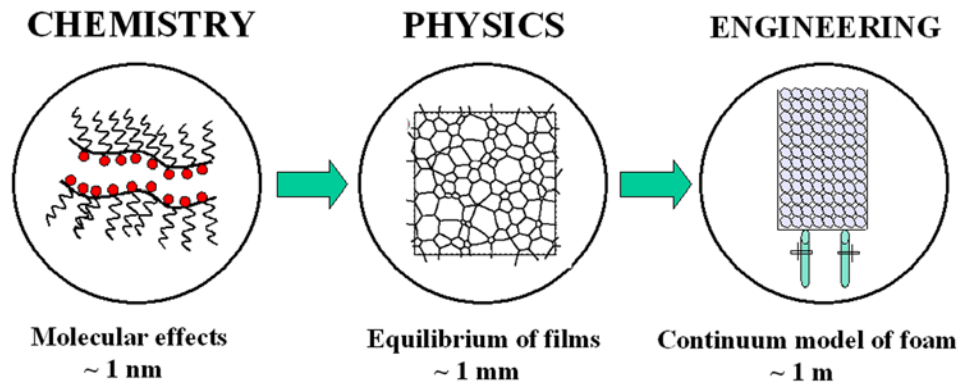 CHEMISTRY
PHYSICS
ENGINEERING
Molecular effects
~ 1 nm
Equilibrium of films
~ 1 mm
Continuum model of foam
~ 1 m